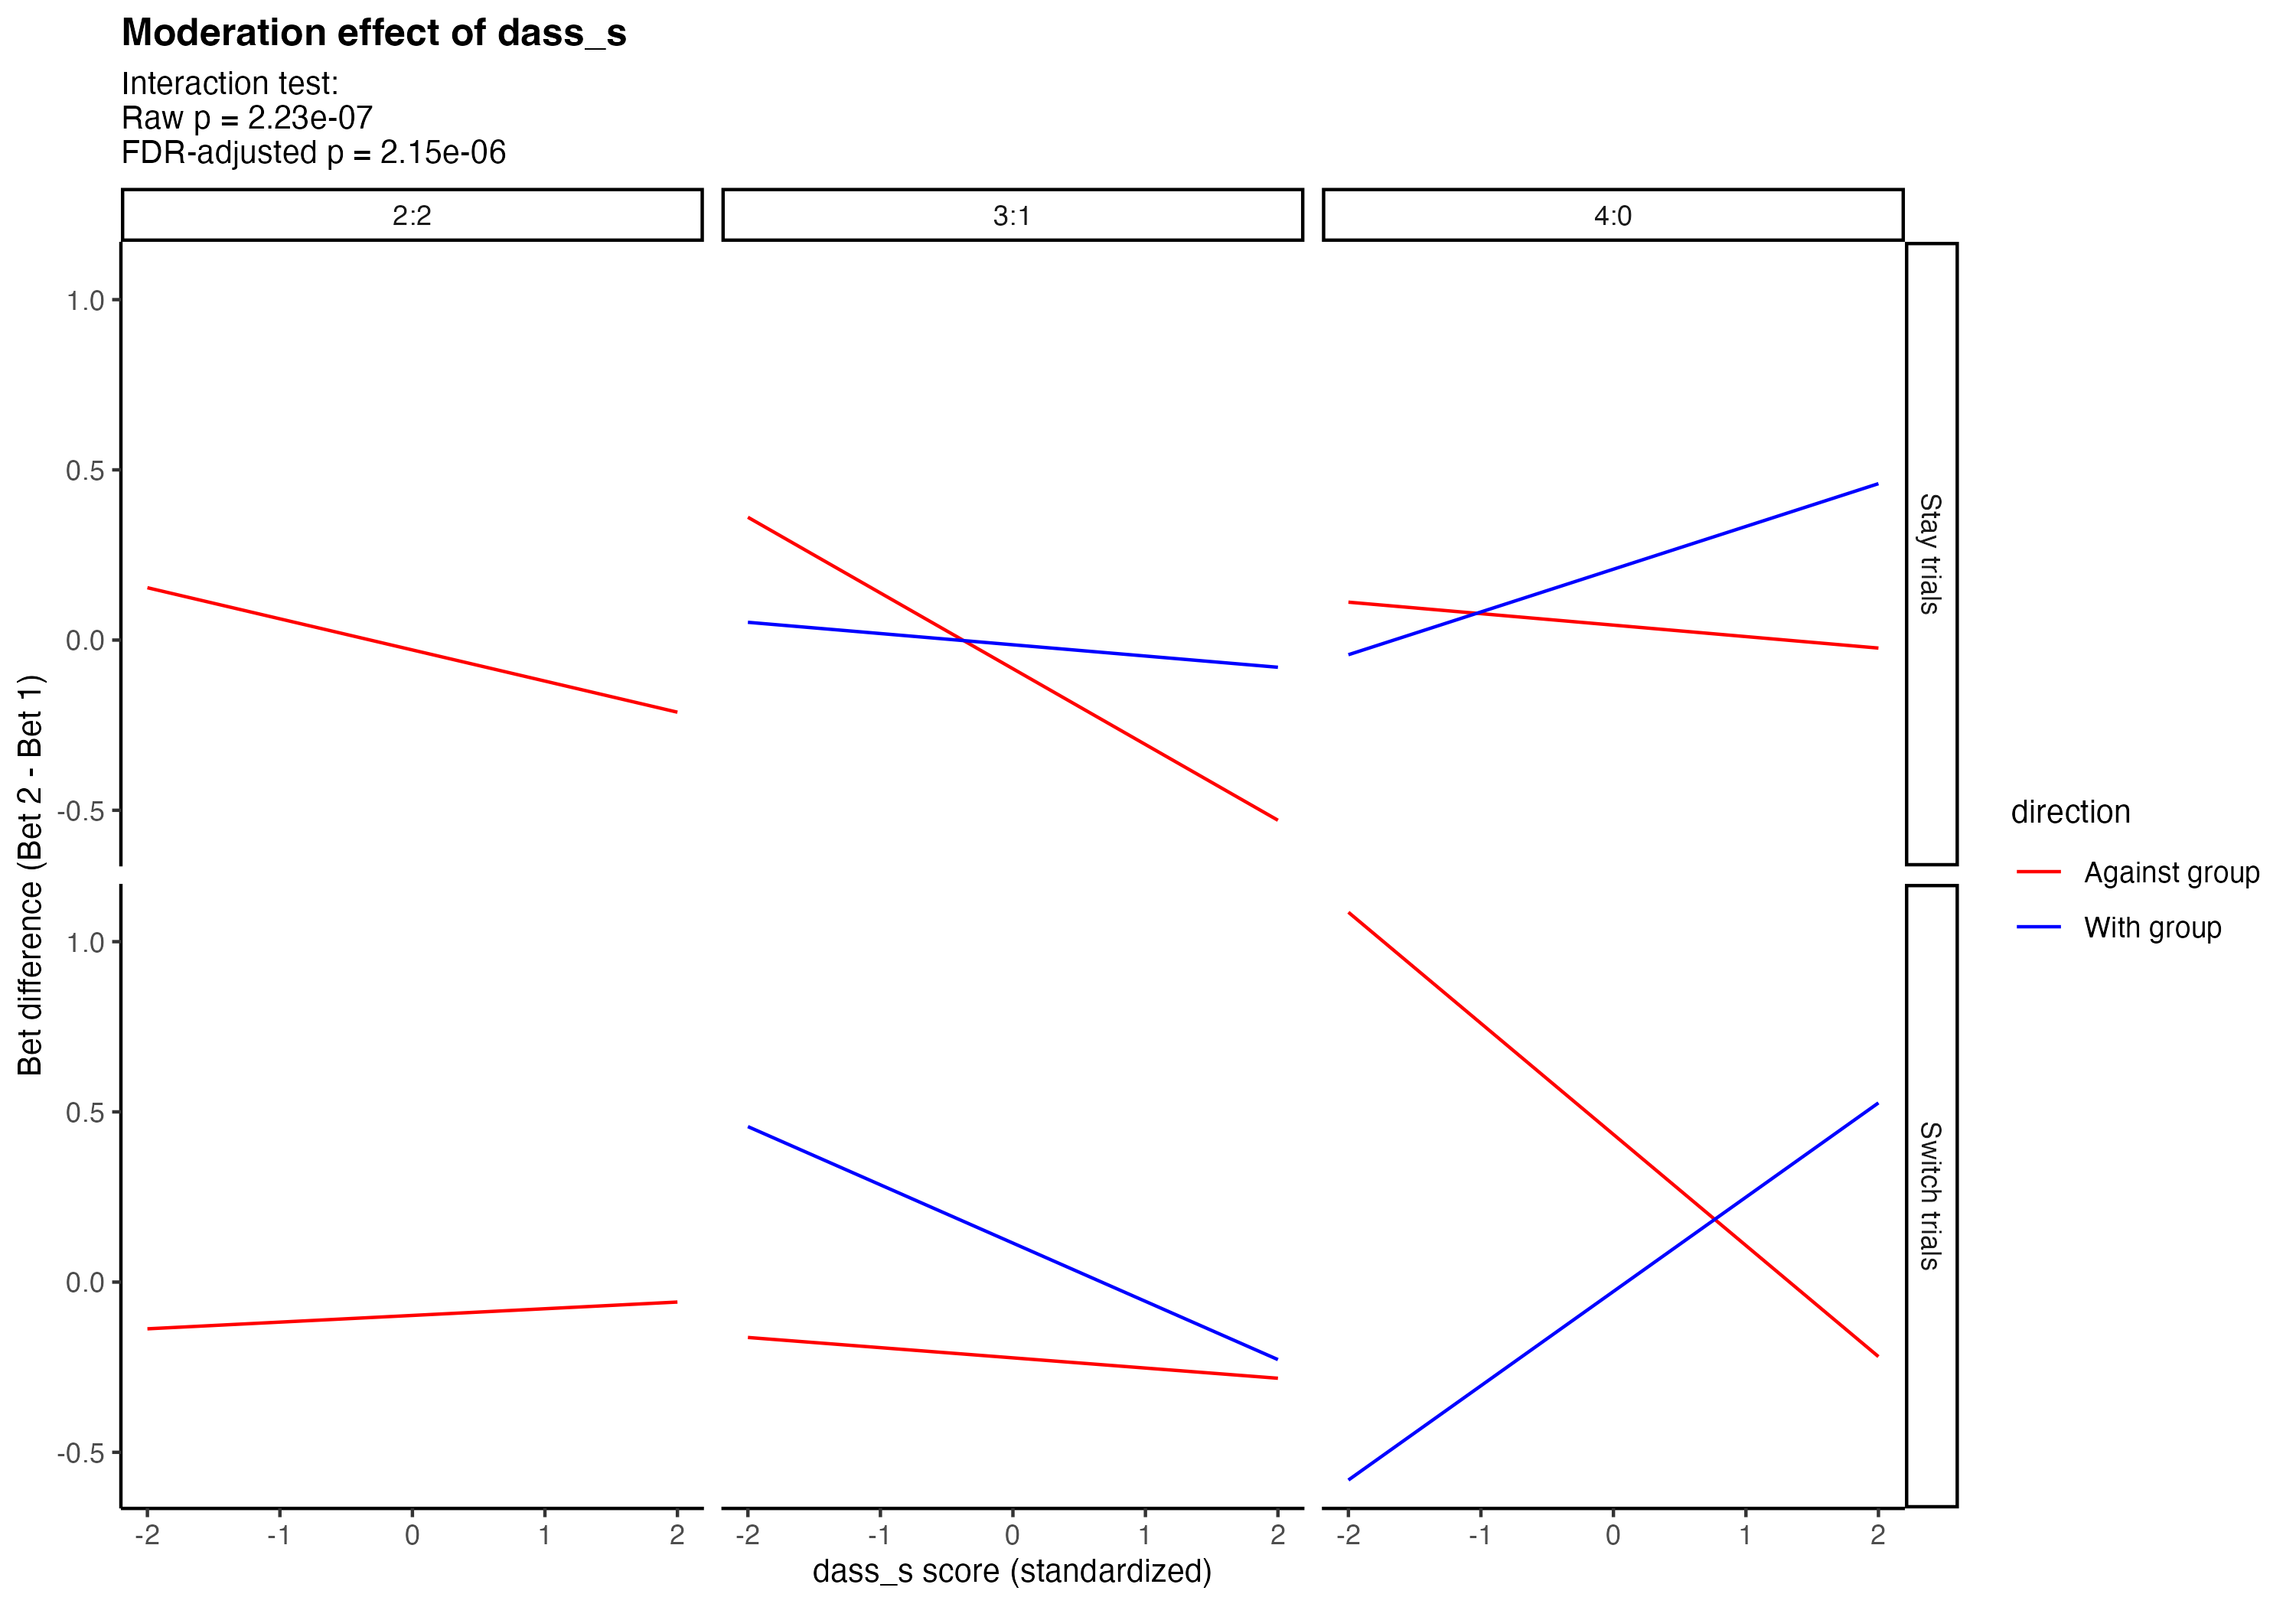 Moderation effect of dass_s
Interaction test:
Raw p = 2.23e-07
FDR-adjusted p = 2.15e-06
2:2
3:1
4:0
1.0
0.5
0.0
-0.5
Stay trials
1.0
0.5
0.0
-0.5
Switch trials
Bet difference (Bet 2 - Bet 1)
-2 -1 0 1 2
-2 -1 0 1 2
-2 -1 0 1 2
dass_s score (standardized)
direction
Against group
With group